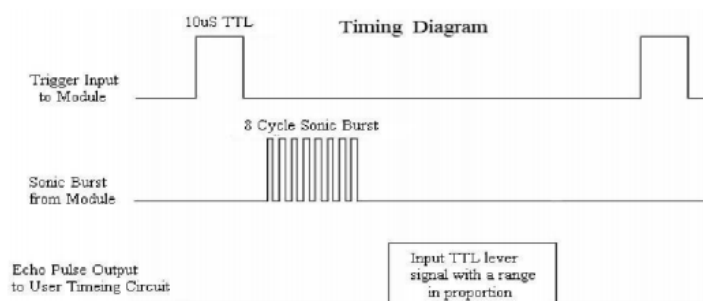 10uS TTL
Timing Diagram
Trigger Input
to Module
8 Cycle Sonic Burst
Sonic Burst
from Module
Echo Pulse Output
to User Timeing Circuit
Input TTL lever
signal with a range
in proportion